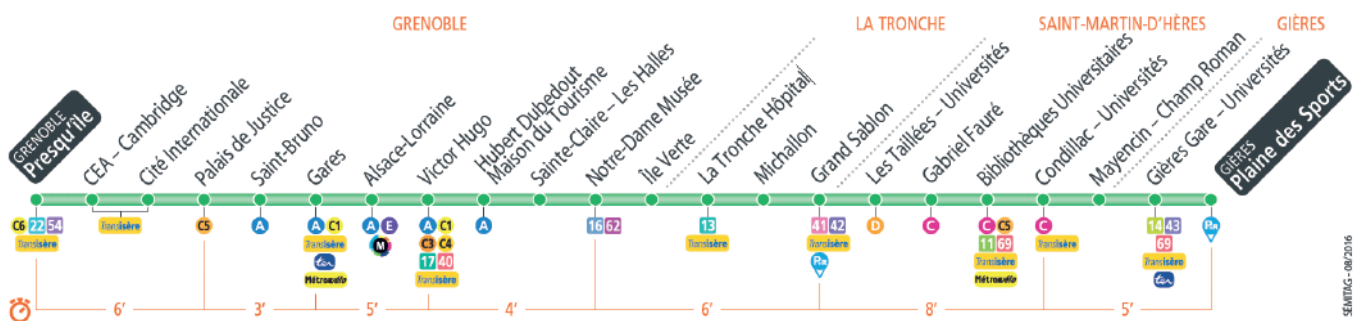 GRENOBLE
LA TRONCHE
SAINT-MARTIN-D'HÈRES
GIÈRES
GRENOBLE
Presqu'île
CEA – Cambridge
Cité Internationale
Palais de Justice
Saint-Bruno
Gares
Alsace-Lorraine
Victor Hugo
Hubert Dubedout
Maison du Tourisme
Sainte-Claire – Les Halles
Notre-Dame Musée
Île Verte
La Tronche Hôpital
Michallon
Grand Sablon
Les Taillées – Universités
Gabriel Fauré
Bibliothèques Universitaires
Condillac – Universités
Mayencin – Champ Roman
Gières Gare – Universités
GIÈRES
Plaine des Sports
C6 22 54
Transisère
Transisère
C5
A
A C1
Transisère
ter
Métrovélo
A E
M
A C1
C3 C4
17 40
Transisère
A
16 62
13
Transisère
41 42
Transisère
P+R
D
C
C C5
11 69
Transisère
Métrovélo
C
Transisère
14 43
69
Transisère
ter
P+R
6' 3' 5' 4' 6' 8' 5'
SÉMITAG - 08/2016